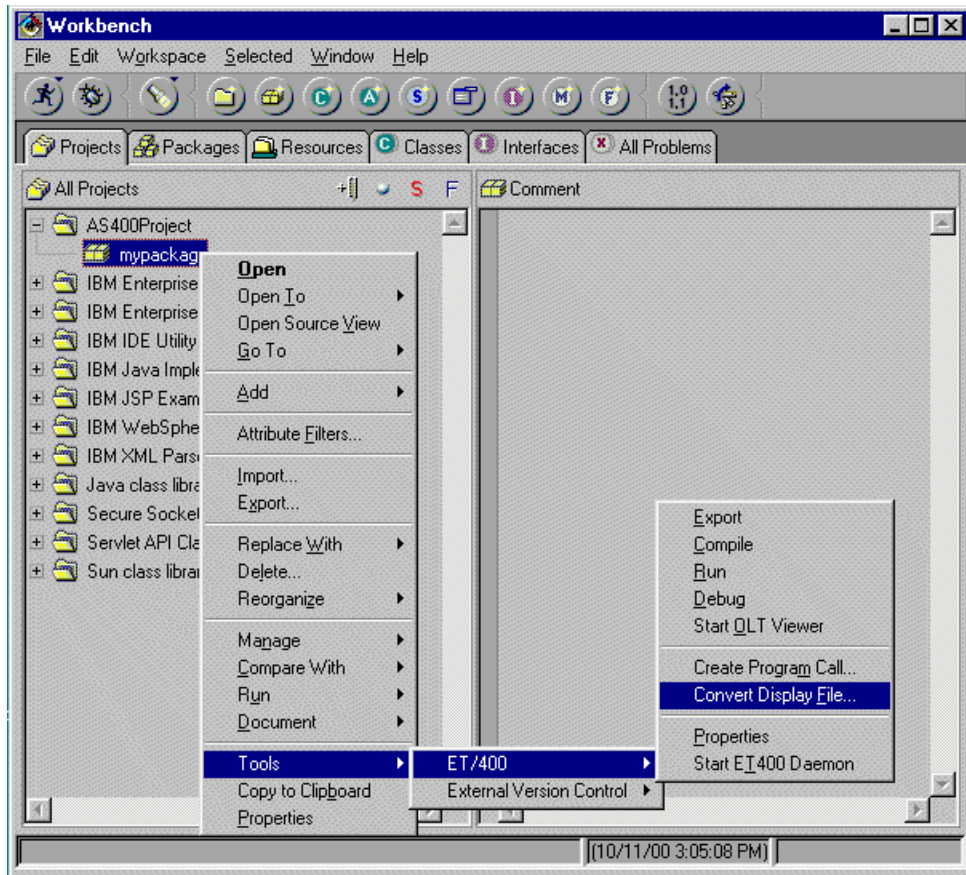 Workbench
File Edit Workspace Selected Window Help
Projects Packages Resources Classes Interfaces All Problems
All Projects S F Comment
AS400Project
mypackag
IBM Enterprise
IBM Enterprise
IBM IDE Utility
IBM Java Imple
IBM JSP Exam
IBM WebSphe
IBM XML Pars
Java class libra
Secure Socket
Servlet API Cla
Sun class librar
Open
Open To
Open Source View
Go To
Add
Attribute Filters...
Import...
Export...
Replace With
Delete...
Reorganize
Manage
Compare With
Run
Document
Tools
Copy to Clipboard
Properties
ET/400
External Version Control
Export
Compile
Run
Debug
Start OLT Viewer
Create Program Call...
Convert Display File...
Properties
Start ET400 Daemon
(10/11/00 3:05:08 PM)